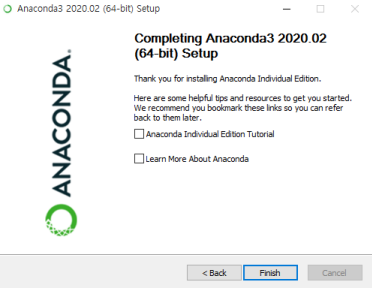 Anaconda3 2020.02 (64-bit) Setup
ANACONDA.
Completing Anaconda3 2020.02
(64-bit) Setup
Thank you for installing Anaconda Individual Edition.
Here are some helpful tips and resources to get you started.
We recommend you bookmark these links so you can refer
back to them later.
Anaconda Individual Edition Tutorial
Learn More About Anaconda
< Back
Finish
Cancel